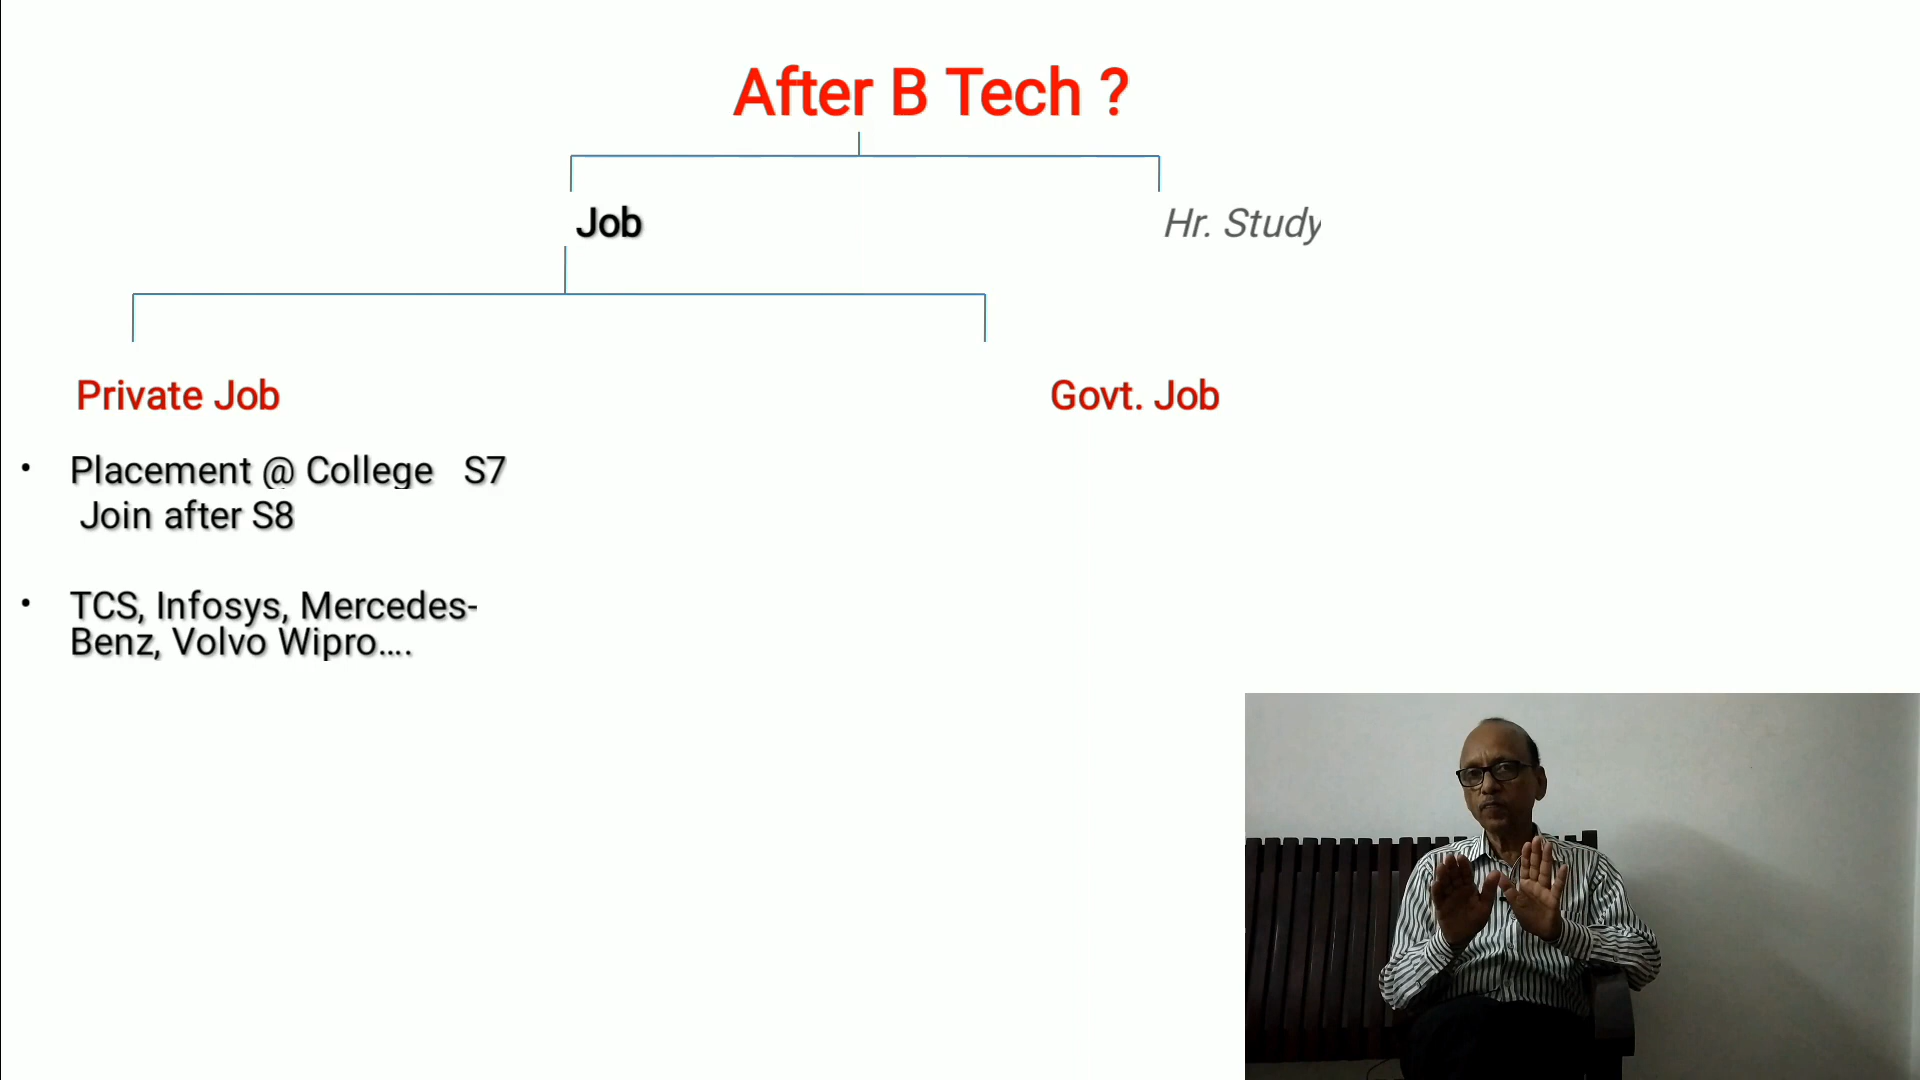 After B Tech ?
Job
Hr. Study
Private Job
Govt. Job
• Placement @ College S7
Join after S8
• TCS, Infosys, Mercedes-
Benz, Volvo Wipro....